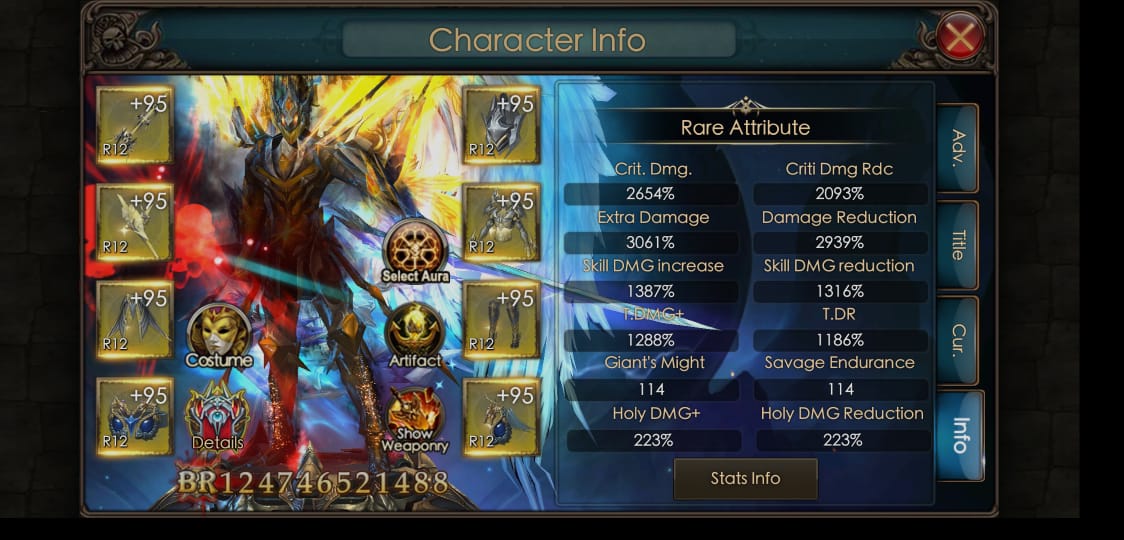 Character Info
+95
R12
+95
R12
+95
R12
+95
R12
+95
R12
+95
R12
+95
R12
+95
R12
Select Aura
Costume
Artifact
Details
Show
Weaponry
BR124746521488
Rare Attribute
Crit. Dmg.
Criti Dmg Rdc
2654%
2093%
Extra Damage
Damage Reduction
3061%
2939%
Skill DMG increase
Skill DMG reduction
1387%
1316%
T.DMG+
T.DR
1288%
1186%
Giant's Might
Savage Endurance
114
114
Holy DMG+
Holy DMG Reduction
223%
223%
Stats Info
Adv.
Title
Cur.
Info